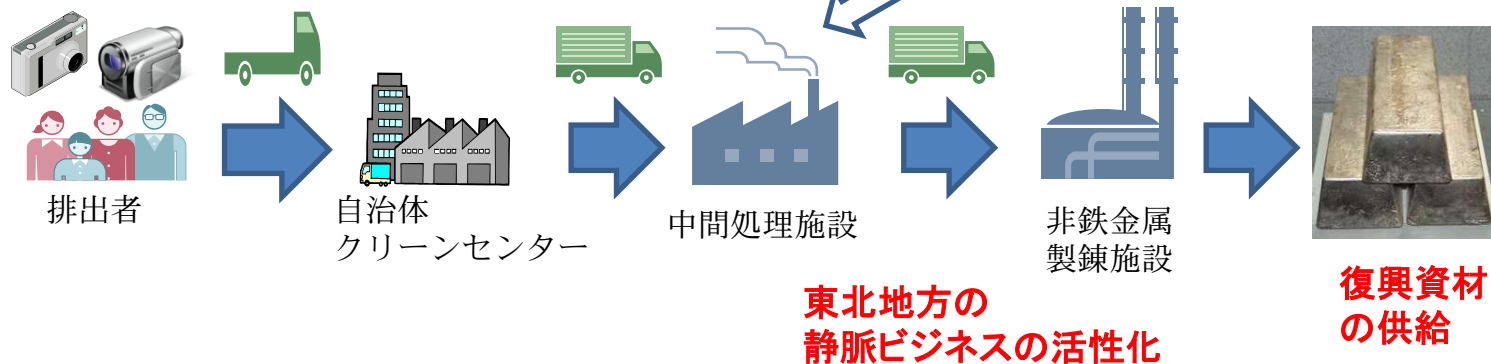 排出者
自治体
クリーンセンター
中間処理施設
非鉄金属
製錬施設
東北地方の
静脈ビジネスの活性化
復興資材
の供給